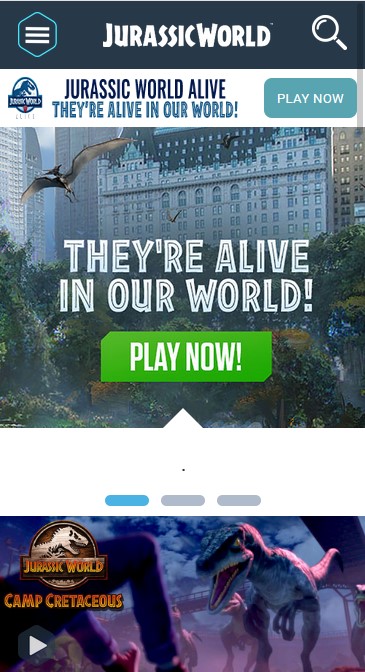 JURASSIC WORLD
JURASSIC WORLD ALIVE
THEY'RE ALIVE IN OUR WORLD!
PLAY NOW
THEY'RE ALIVE
IN OUR WORLD!
PLAY NOW!
.
JURASSIC WORLD
CAMP CRETACEOUS